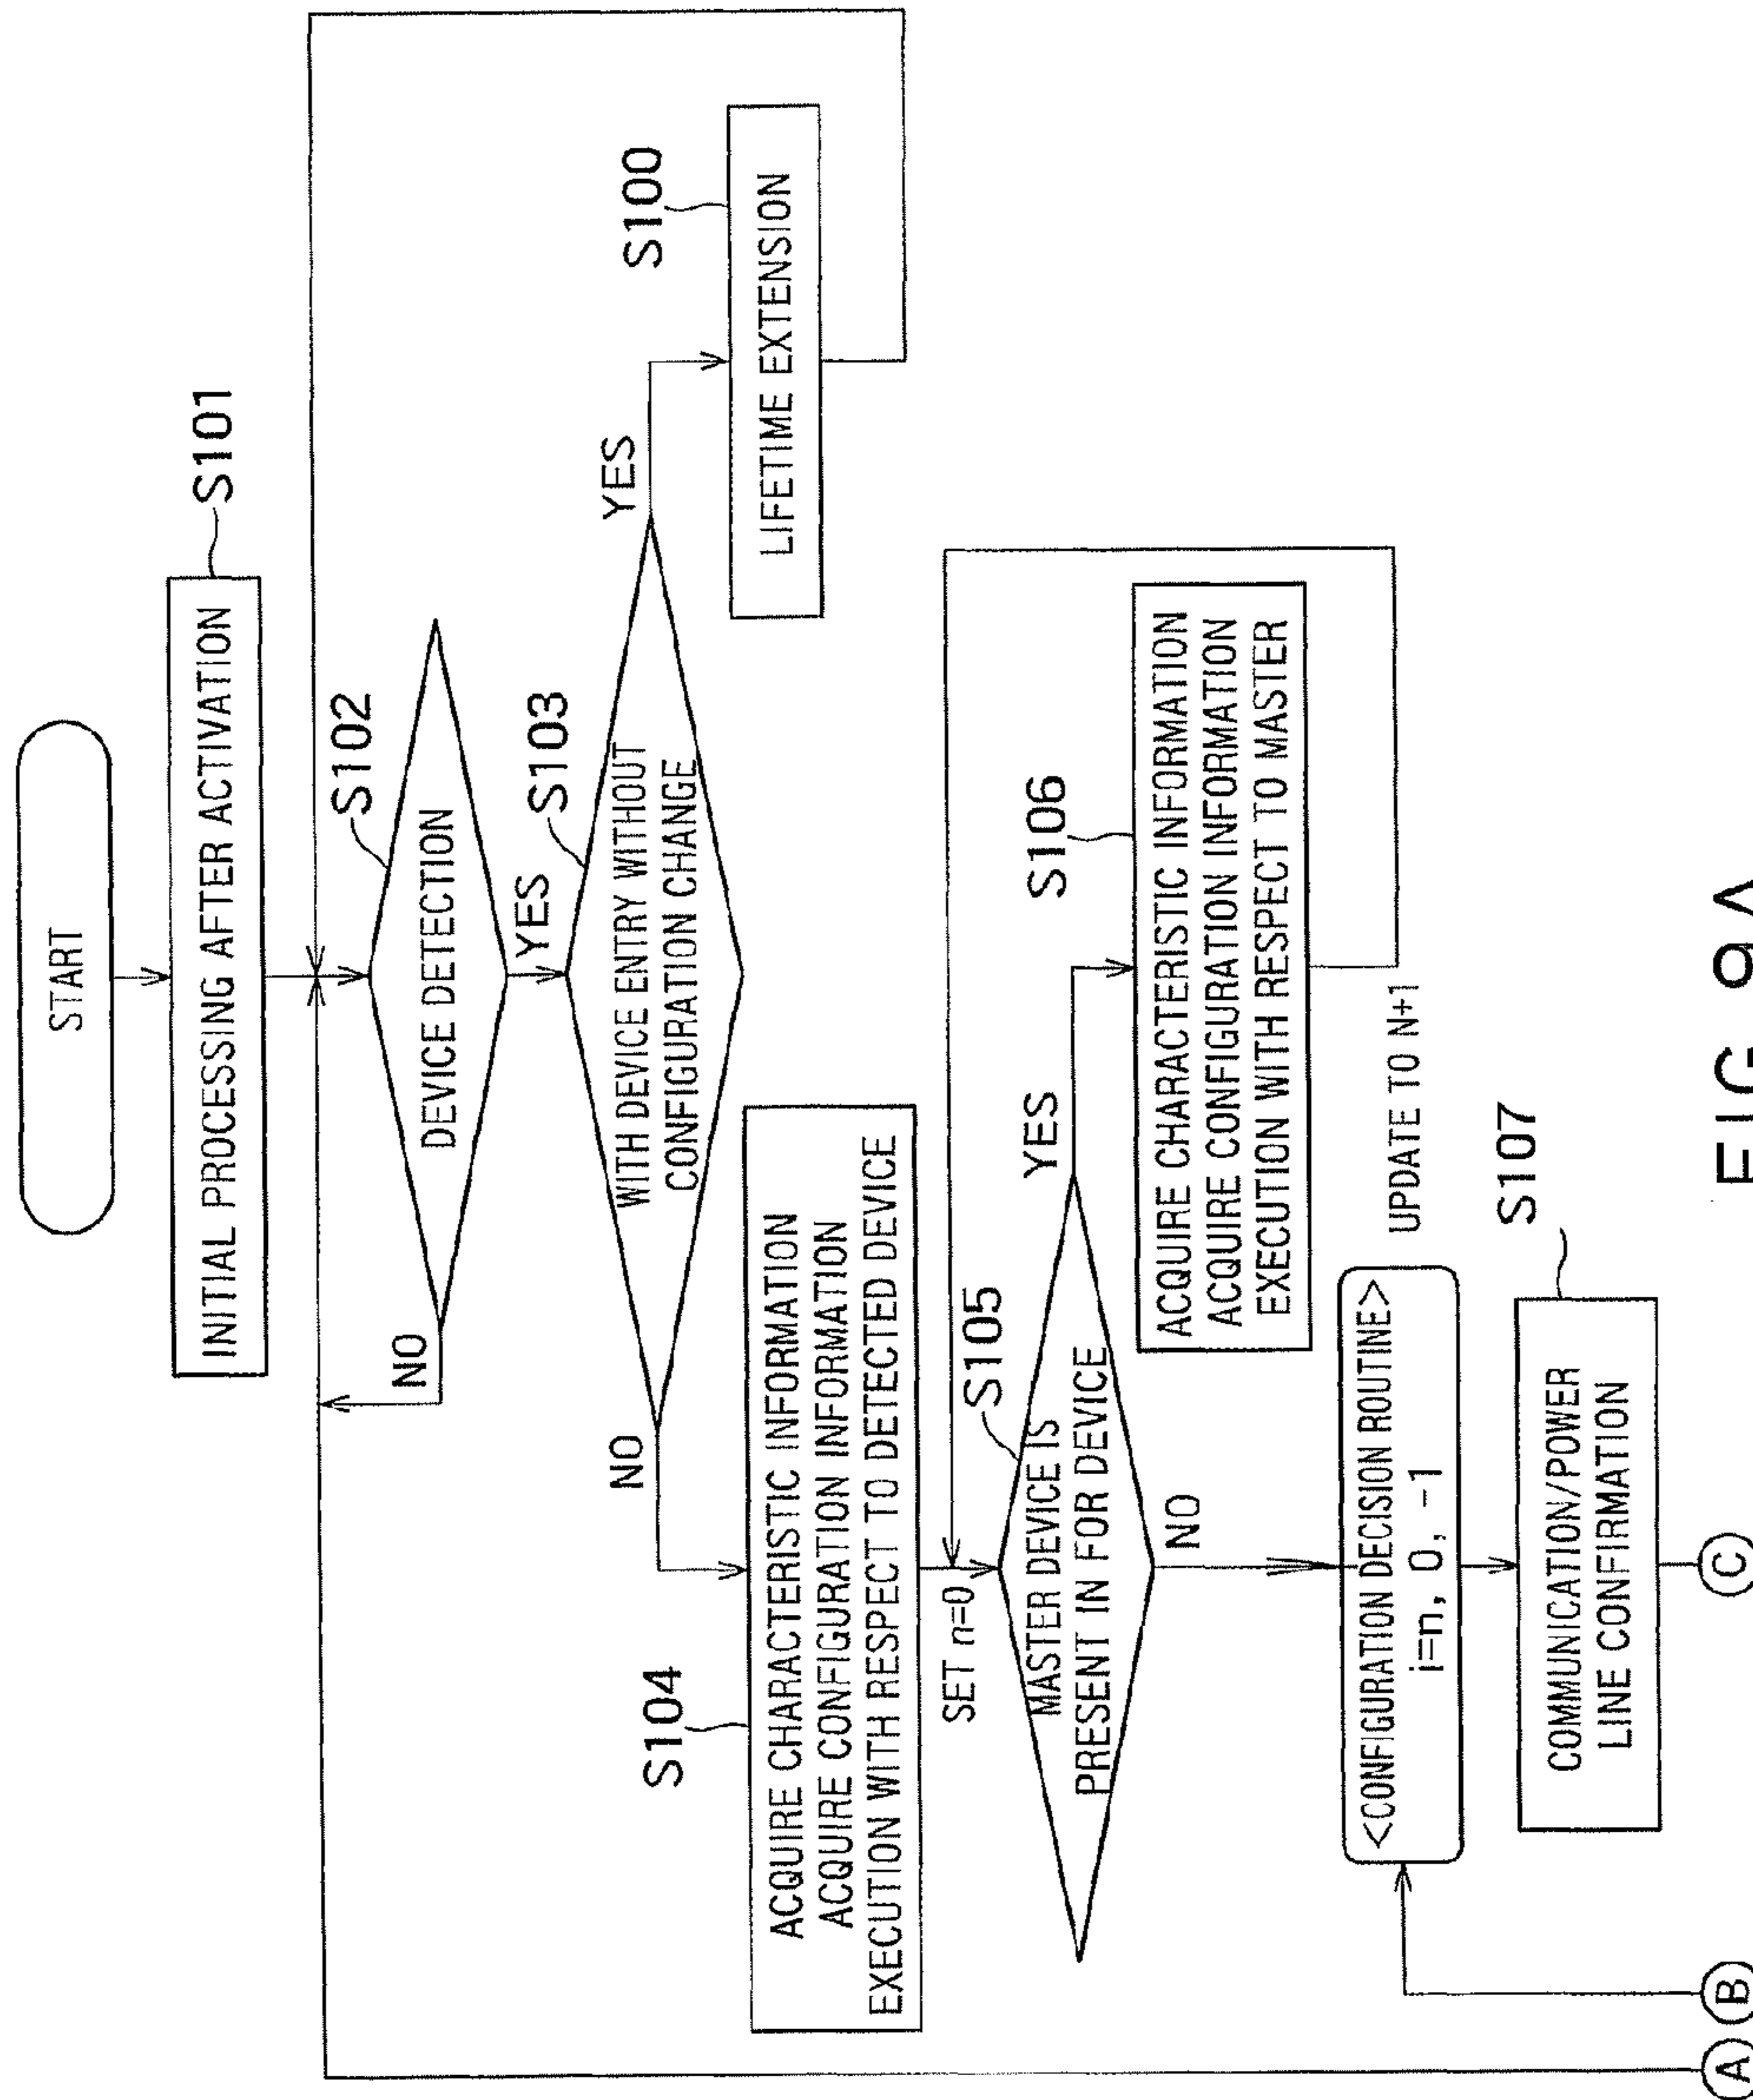 START
INITIAL PROCESSING AFTER ACTIVATION
S101
S102
DEVICE DETECTION
NO
YES
S103
WITH DEVICE ENTRY WITHOUT
CONFIGURATION CHANGE
YES
S100
LIFETIME EXTENSION
NO
S104
ACQUIRE CHARACTERISTIC INFORMATION
ACQUIRE CONFIGURATION INFORMATION
EXECUTION WITH RESPECT TO DETECTED DEVICE
SET n=0
S105
MASTER DEVICE IS
PRESENT IN FOR DEVICE
YES
S106
ACQUIRE CHARACTERISTIC INFORMATION
ACQUIRE CONFIGURATION INFORMATION
EXECUTION WITH RESPECT TO MASTER
UPDATE TO N+1
NO
<CONFIGURATION DECISION ROUTINE>
i=n, 0, -1
S107
COMMUNICATION/POWER
LINE CONFIRMATION
A
B
C
FIG. 9A